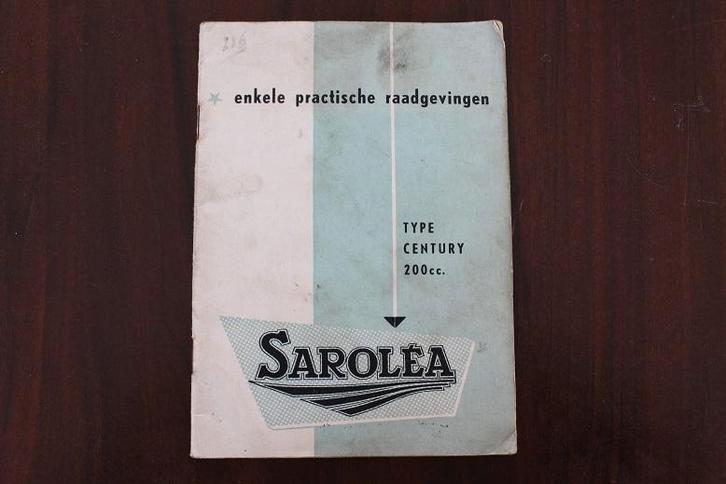 enkele practische raadgevingen
TYPE
CENTURY
200cc.
SAROLÉA